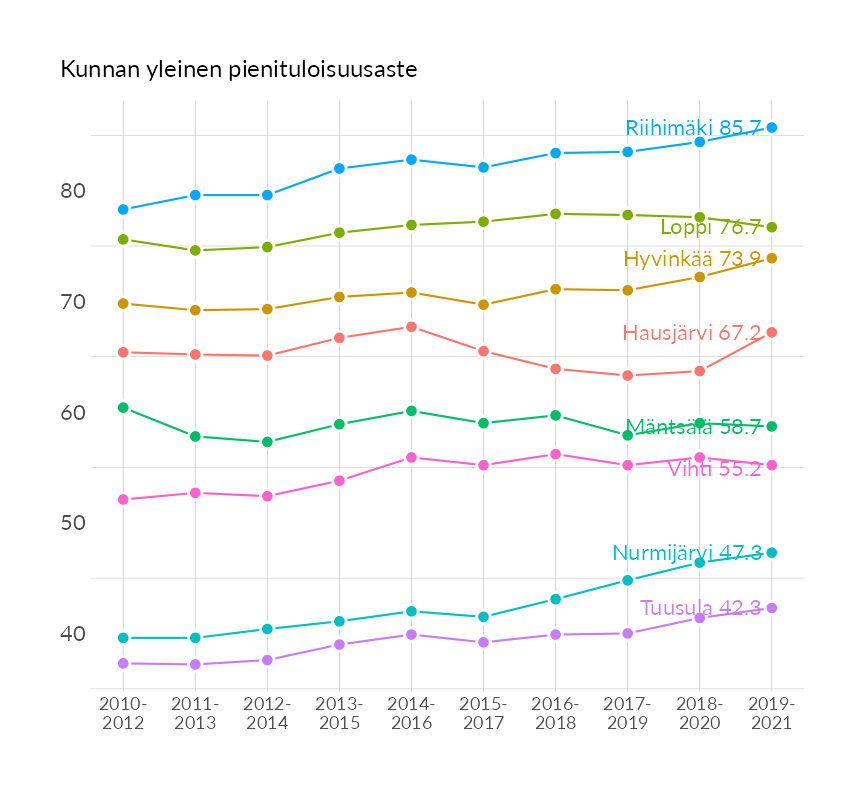 Kunnan yleinen pienituloisuusaste
Riihimäki 85.7
80
Loppi 76.7
Hyvinkää 73.9
70
Hausjärvi 67.2
60
Mäntsälä 58.7
Vihti 55.2
50
Nurmijärvi 47.3
Tuusula 42.3
40
2010- 2011- 2012- 2013- 2014- 2015- 2016- 2017- 2018- 2019-
2012 2013 2014 2015 2016 2017 2018 2019 2020 2021